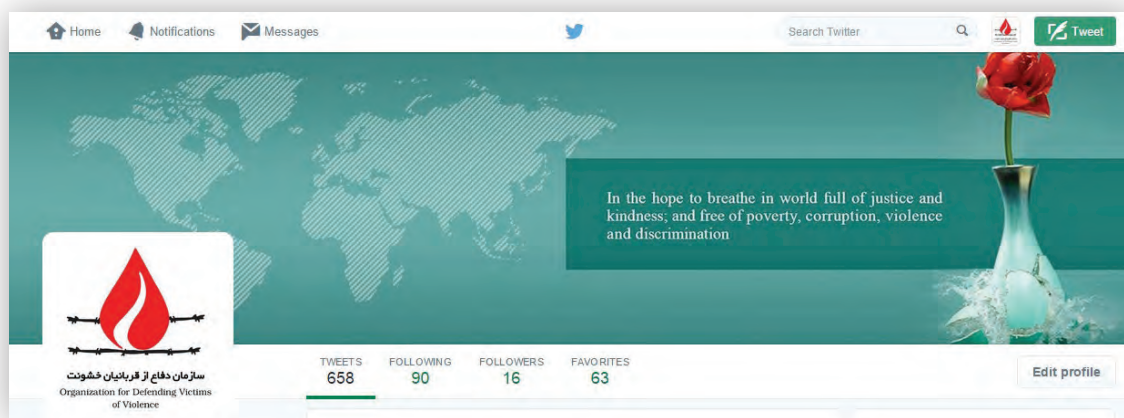 Home Notifications Messages Search Twitter Tweet
In the hope to breathe in world full of justice and
kindness; and free of poverty, corruption, violence
and discrimination
سازمان دفاع از قربانیان خشونت
Organization for Defending Victims
of Violence
TWEETS FOLLOWING FOLLOWERS FAVORITES
658 90 16 63
Edit profile